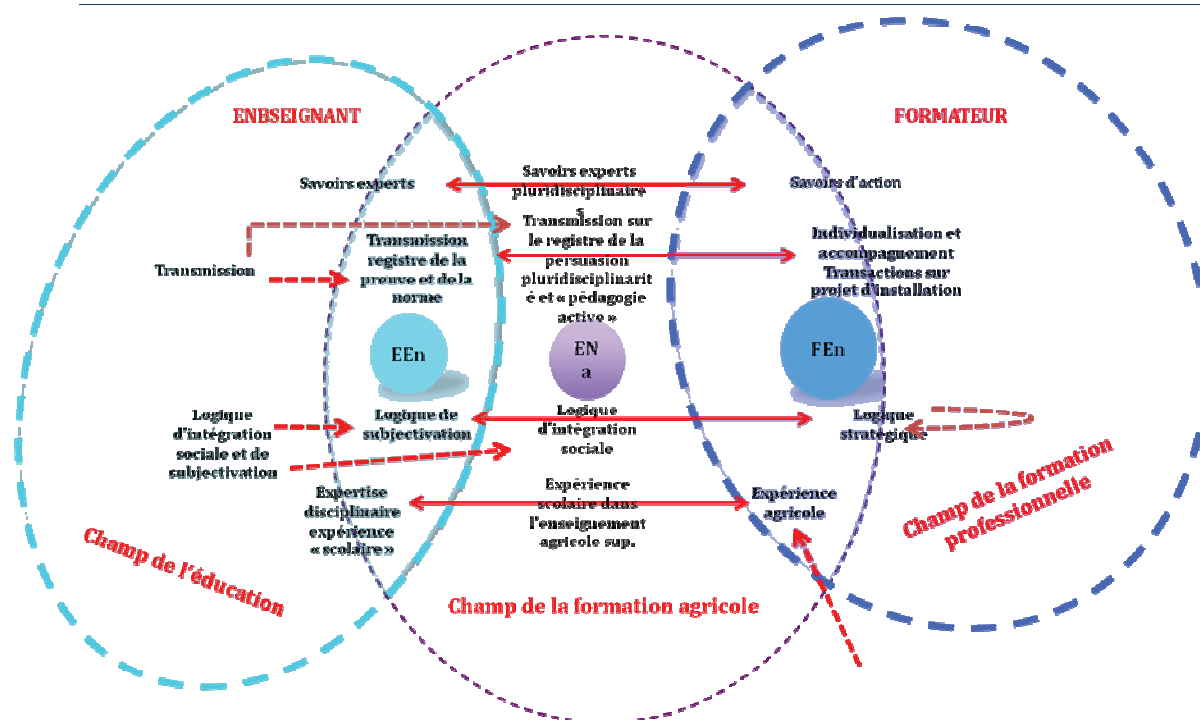 ENBSEIGNANT
FORMATEUR
Savoirs experts
Savoirs experts
pluridisciplinaire
s
Savoirs d'action
Transmission
Transmission
registre de la
preuve et de la
norme
Transmission sur
le registre de la
persuasion
pluridisciplinarit
é et « pédagogie
active »
Individualisation et
accompaguement
Transactions sur
projet d'installation
EEn
EN
a
FEn
Logique
d'intégration
sociale et de
subjectivation
Logique de
subjectivation
Logique
d'intégration
sociale
Logique
stratégique
Expertise
disciplinaire
expérience
« scolaire »
Expérience
scolaire dans
l'enseiguement
agricole sup.
Expérience
agricole
Champ de l'éducation
Champ de la formation agricole
Champ de la formation
professionnelle